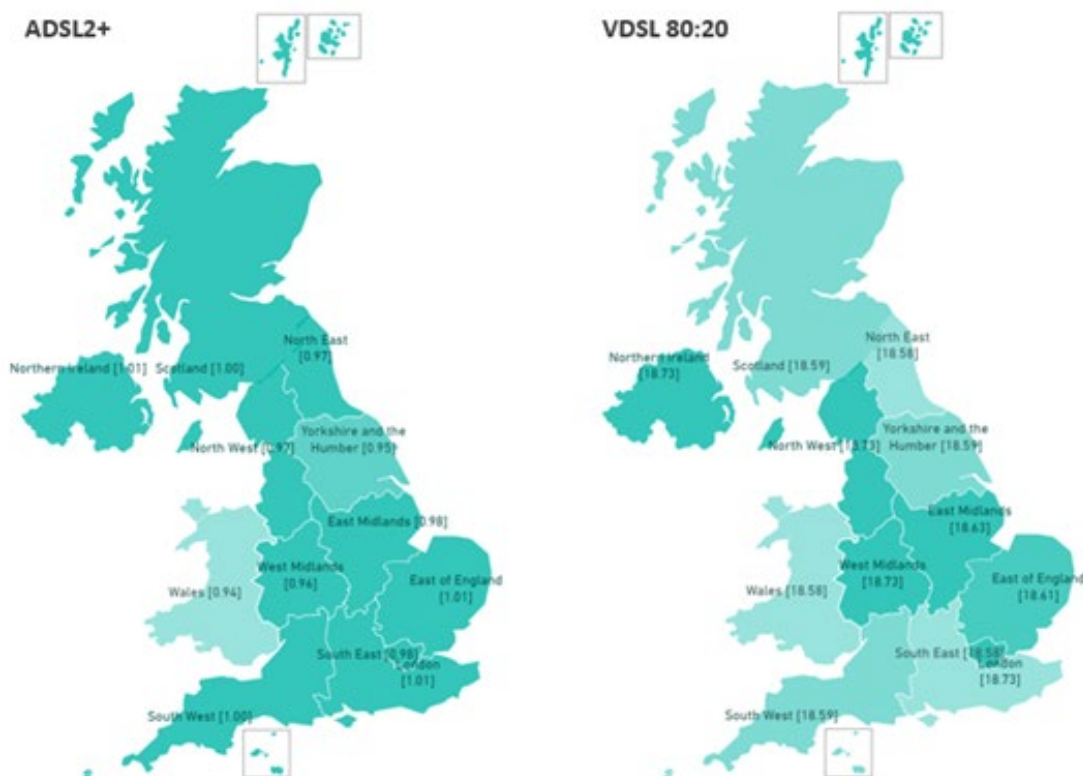 ADSL2+
North East
[0.97]
Northern Ireland [1.01]
Scotland [1.00]
Yorkshire and the
Humber [0.95]
North West [0.97]
East Midlands [0.98]
West Midlands
[0.96]
East of England
[1.01]
Wales [0.94]
South East [0.98]
London
[1.01]
South West [1.00]
VDSL 80:20
North East
[18.58]
Northern Ireland
[18.73]
Scotland [18.59]
Yorkshire and the
Humber [18.59]
North West [18.73]
East Midlands
[18.63]
West Midlands
[18.73]
East of England
[18.61]
Wales [18.58]
South East [18.58]
London
[18.73]
South West [18.59]